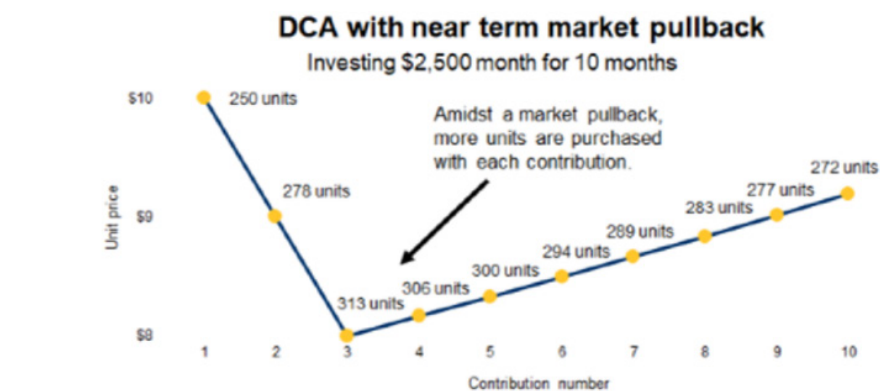 DCA with near term market pullback
Investing $2,500 month for 10 months
$10
250 units
Amidst a market pullback,
more units are purchased
with each contribution.
272 units
278 units
277 units
Unit price
$9
283 units
289 units
294 units
300 units
306 units
313 units
$8
1 2 3 4 5 6 7 8 9 10
Contribution number